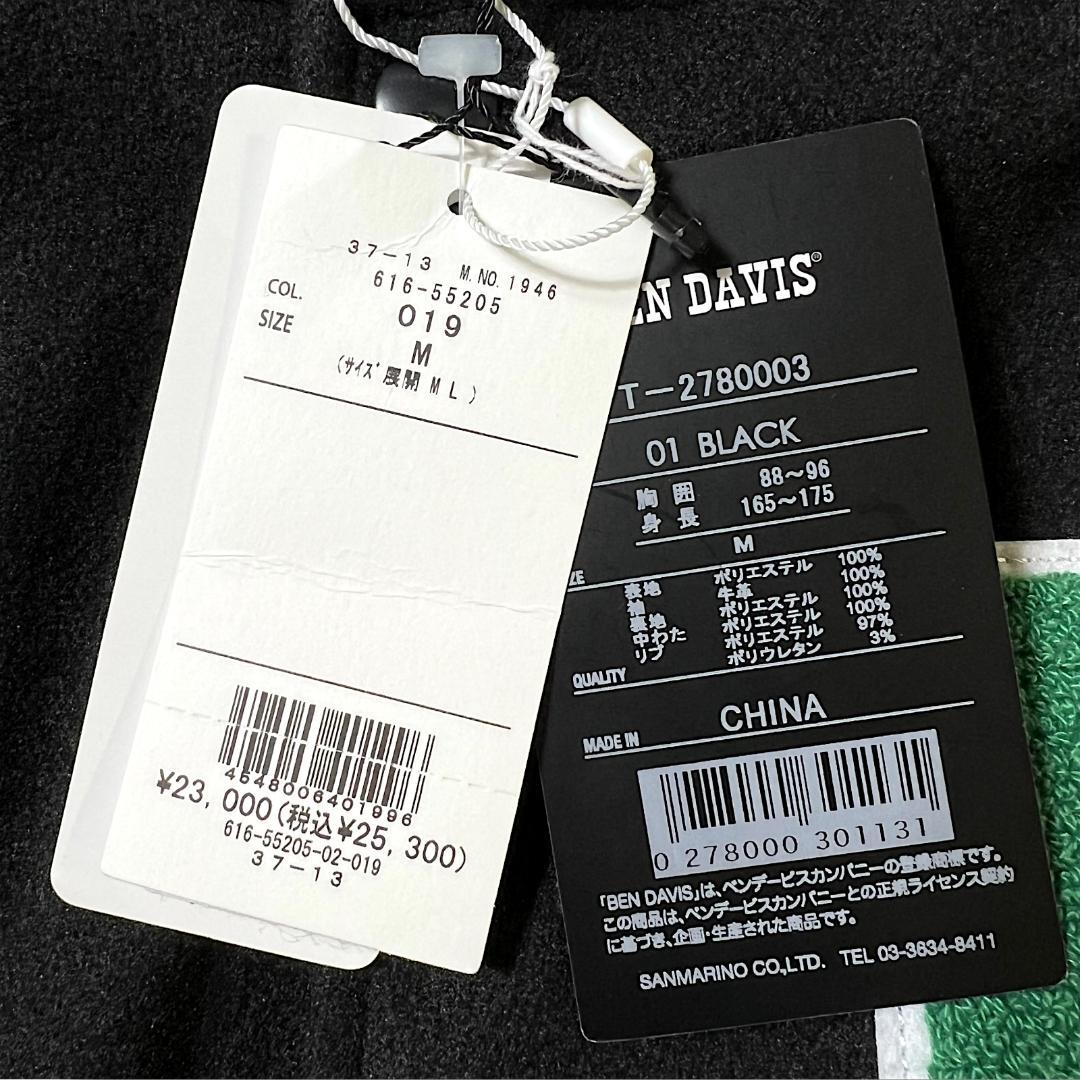 37-13 M.NO.1946
616-55205
COL. 019
SIZE M
(サイズ展開 M L)
4548006401996
¥23,000(税込¥25,300)
616-55205-02-019
37-13
EN DAVIS®
T-2780003
01 BLACK
胸囲 88~96
身長 165~175
ZE M
表地 ポリエステル 100%
袖 牛革 100%
裏地 ポリエステル 100%
中わた ポリエステル 100%
リブ ポリエステル 97%
ポリウレタン 3%
QUALITY
MADE IN CHINA
0 278000 301131
「BEN DAVIS」は、ベンデービスカンパニーの登録商標です。
この商品は、ベンデービスカンパニーとの正規ライセンス契約
に基づき、企画・生産された商品です。
SANMARINO CO.,LTD. TEL 03-3834-8411